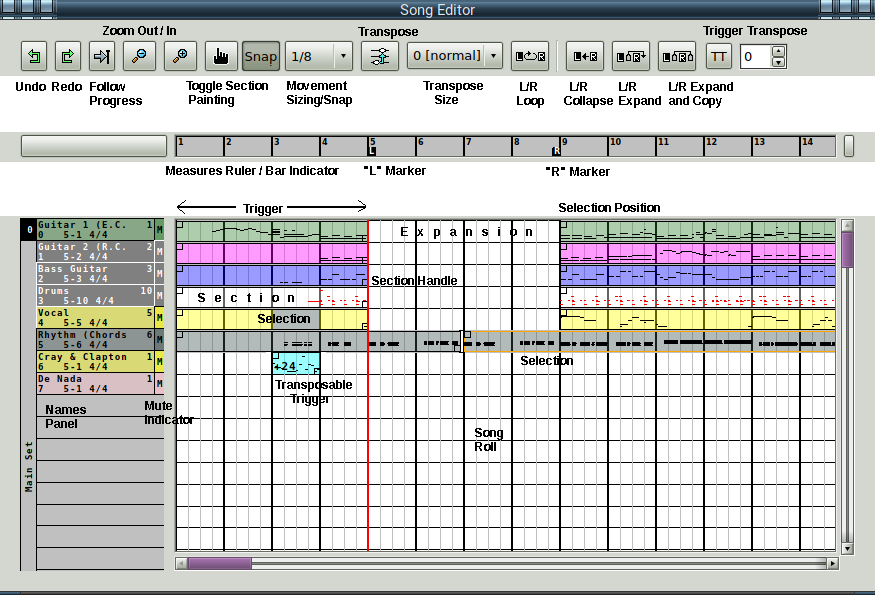 Song Editor
Zoom Out / In
Transpose
Trigger Transpose
Snap
1/8
0 [normal]
TT
0
Undo Redo Follow Progress
Toggle Section Painting
Movement Sizing/Snap
Transpose Size
L/R Loop
L/R Collapse
L/R Expand
L/R Expand and Copy
1 2 3 4 5 6 7 8 9 10 11 12 13 14
L
R
Measures Ruler / Bar Indicator
"L" Marker
"R" Marker
Trigger
Selection Position
0
Guitar 1 (E.C. 1
0 5-1 4/4 M
Expansion
Guitar 2 (R.C. 2
1 5-2 4/4 M
Bass Guitar 3
2 5-3 4/4 M
Section Handle
Drums 10
3 5-10 4/4 M
Section
Vocal 5
4 5-5 4/4 M
Selection
Rhythm (Chords 6
5 5-6 4/4 M
Cray & Clapton 1
6 5-1 4/4 M
+24
Selection
De Nada 1
7 5-1 4/4 M
Transposable
Trigger
Names
Panel
Mute
Indicator
Song
Roll
Main Set